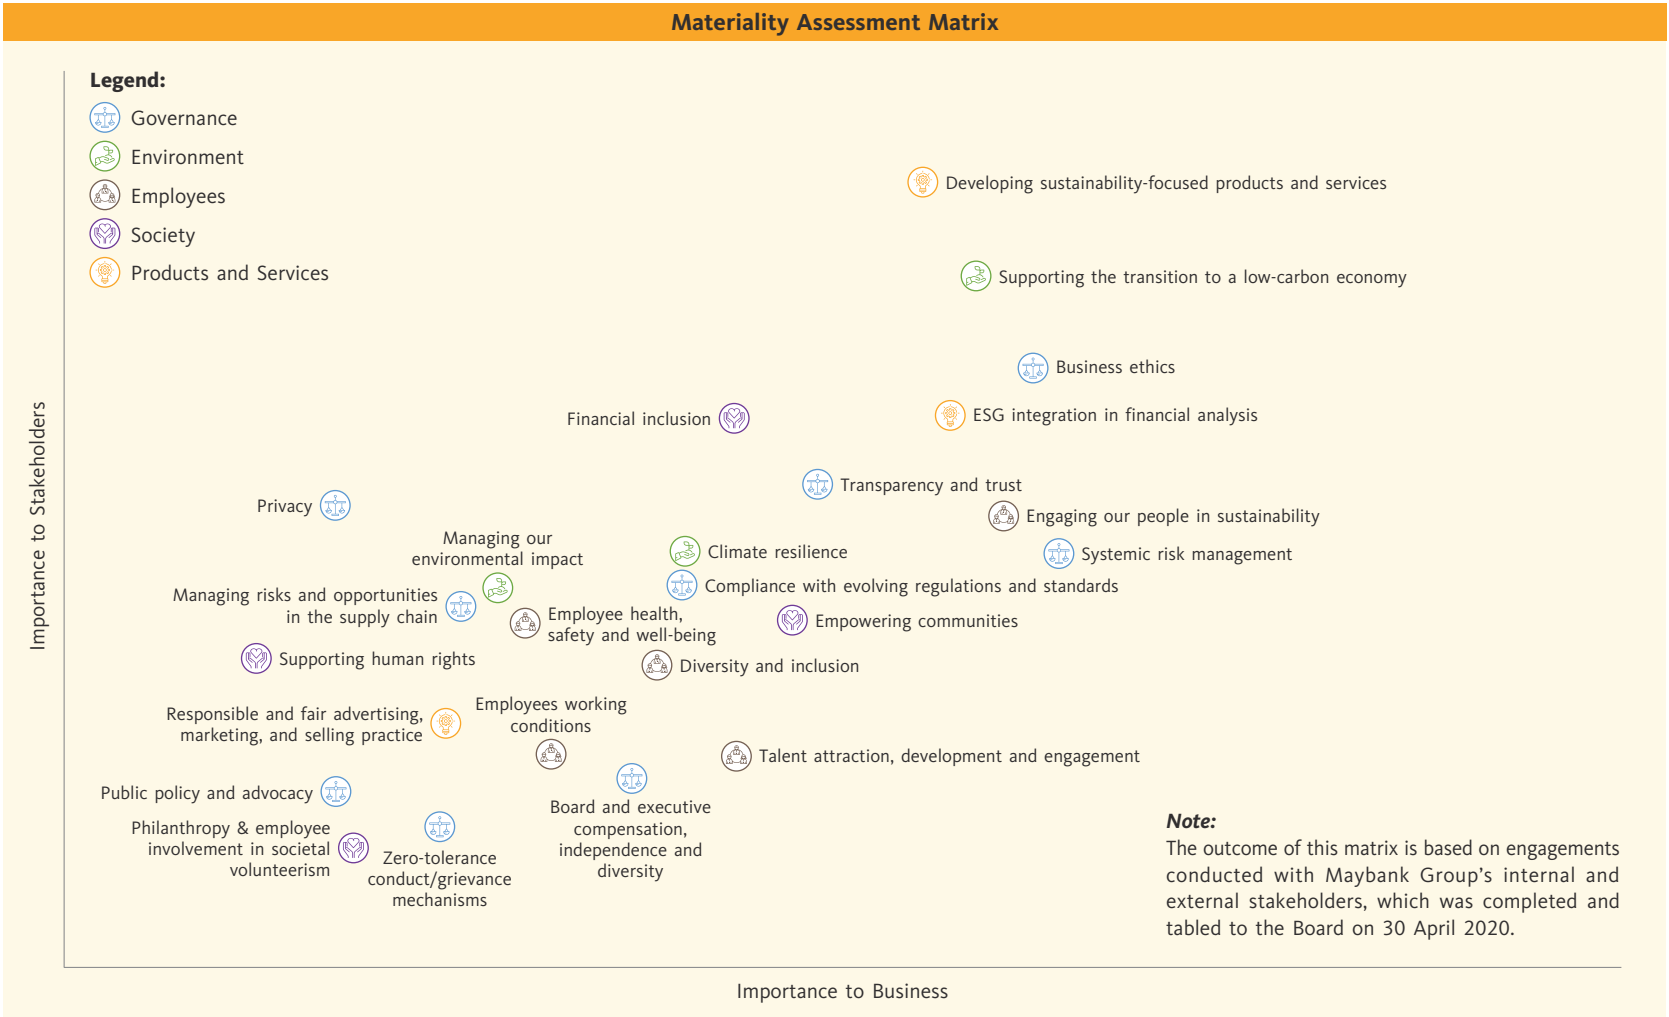 Materiality Assessment Matrix
Legend:
Governance
Environment
Employees
Society
Products and Services
Developing sustainability-focused products and services
Supporting the transition to a low-carbon economy
Business ethics
Financial inclusion
ESG integration in financial analysis
Transparency and trust
Privacy
Engaging our people in sustainability
Managing our
environmental impact
Climate resilience
Systemic risk management
Compliance with evolving regulations and standards
Managing risks and opportunities
in the supply chain
Employee health,
safety and well-being
Empowering communities
Supporting human rights
Diversity and inclusion
Responsible and fair advertising,
marketing, and selling practice
Employees working
conditions
Talent attraction, development and engagement
Public policy and advocacy
Board and executive
compensation,
independence and
diversity
Philanthropy & employee
involvement in societal
volunteerism
Zero-tolerance
conduct/grievance
mechanisms
Note:
The outcome of this matrix is based on engagements
conducted with Maybank Group's internal and
external stakeholders, which was completed and
tabled to the Board on 30 April 2020.
Importance to Stakeholders
Importance to Business